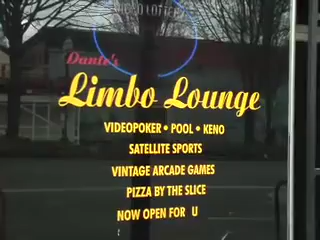 Dante's
Limbo Lounge
VIDEOPOKER • POOL • KENO
SATELLITE SPORTS
VINTAGE ARCADE GAMES
PIZZA BY THE SLICE
NOW OPEN FOR U